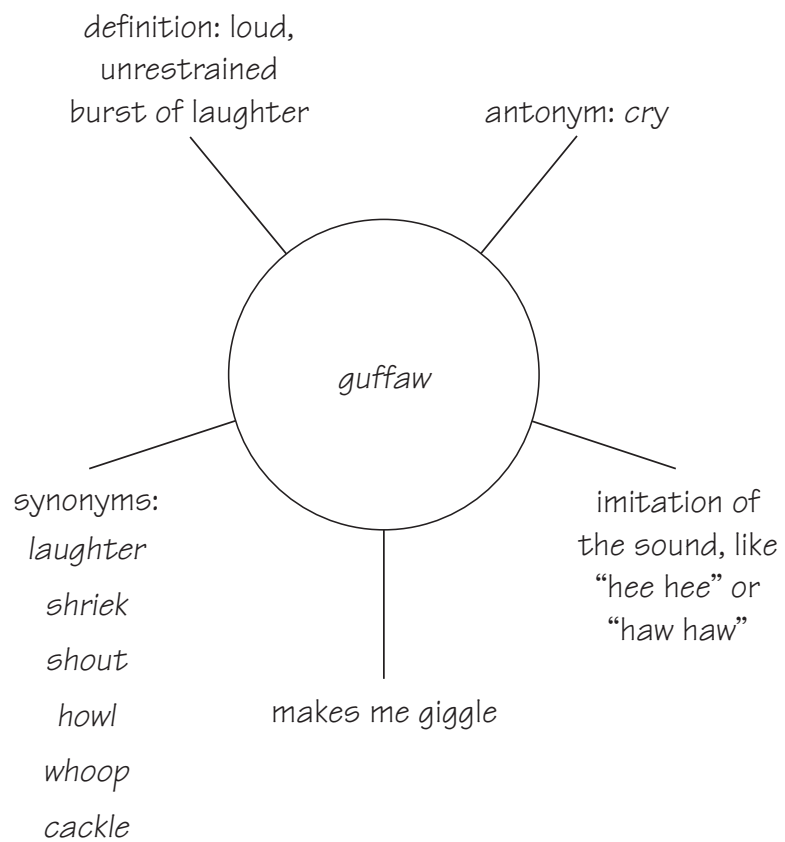 definition: loud,
unrestrained
burst of laughter
antonym: cry
guffaw
synonyms:
laughter
shriek
shout
howl
whoop
cackle
makes me giggle
imitation of
the sound, like
“hee hee” or
“haw haw”